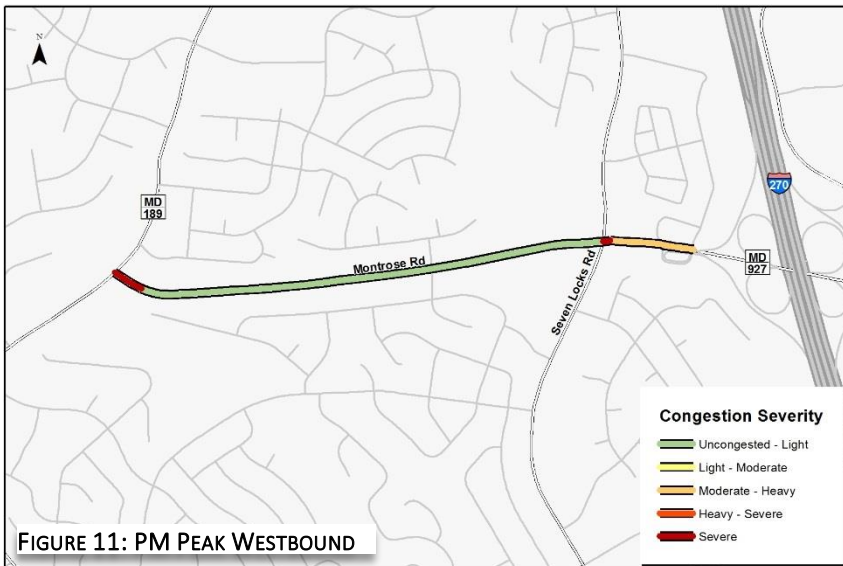 N
MD
189
270
Montrose Rd
Seven Locks Rd
MD
927
Congestion Severity
Uncongested - Light
Light - Moderate
Moderate - Heavy
Heavy - Severe
Severe
FIGURE 11: PM PEAK WESTBOUND